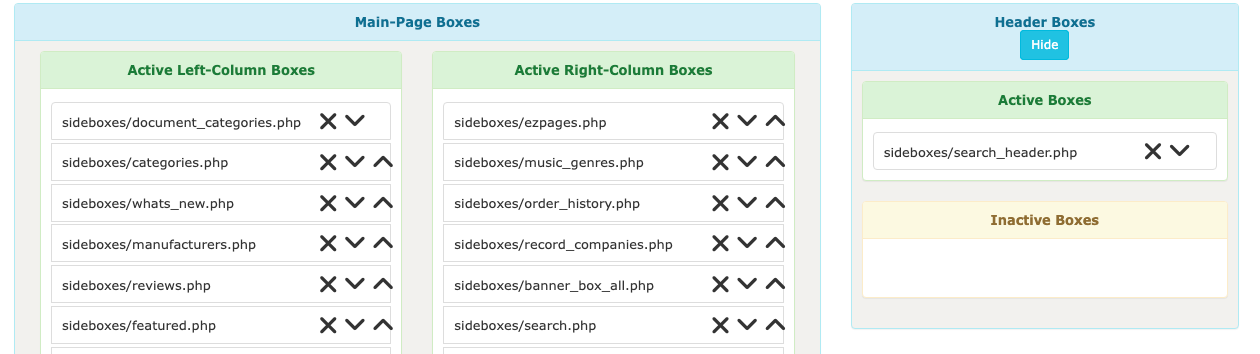 Main-Page Boxes
Active Left-Column Boxes
sideboxes/document_categories.php
sideboxes/categories.php
sideboxes/whats_new.php
sideboxes/manufacturers.php
sideboxes/reviews.php
sideboxes/featured.php
Active Right-Column Boxes
sideboxes/ezpages.php
sideboxes/music_genres.php
sideboxes/order_history.php
sideboxes/record_companies.php
sideboxes/banner_box_all.php
sideboxes/search.php
Header Boxes
Hide
Active Boxes
sideboxes/search_header.php
Inactive Boxes